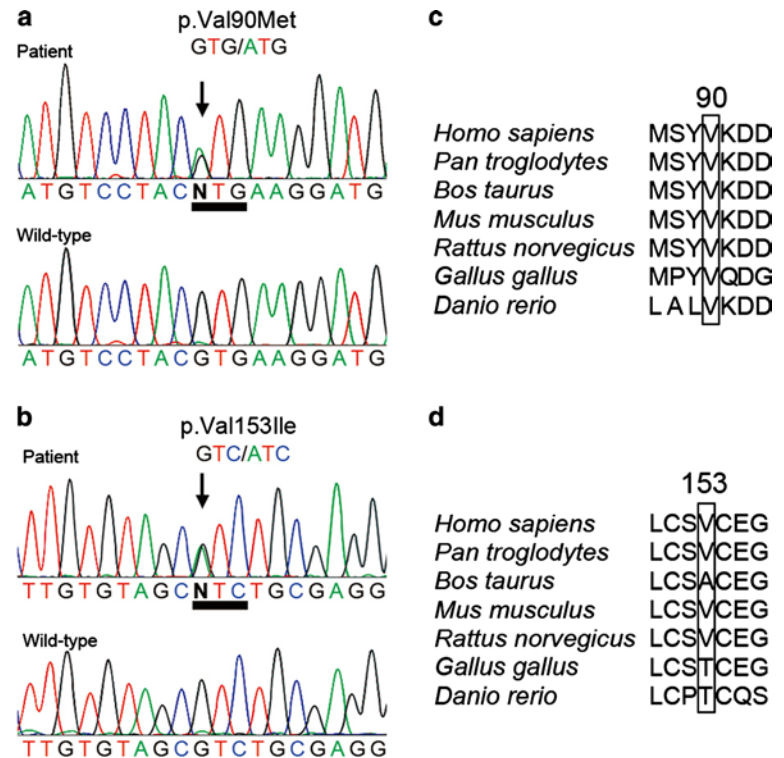 a
p.Val90Met
GTG/ATG
Patient
ATGTCCTACNTGAAGGATG
Wild-type
ATGTCCTACGTGAAGGATG
b
p.Val153Ile
GTC/ATC
Patient
TTGTGTAGCNTCTGCGAGG
Wild-type
TTGTGTAGCGTCTGCGAGG
c
90
Homo sapiens MSYVKDD
Pan troglodytes MSYVKDD
Bos taurus MSYVKDD
Mus musculus MSYVKDD
Rattus norvegicus MSYVKDD
Gallus gallus MPYVQDG
Danio rerio LALVKDD
d
153
Homo sapiens LCSVCEG
Pan troglodytes LCSVCEG
Bos taurus LCSACEG
Mus musculus LCSVCEG
Rattus norvegicus LCSVCEG
Gallus gallus LCSTCEG
Danio rerio LCPTCQS